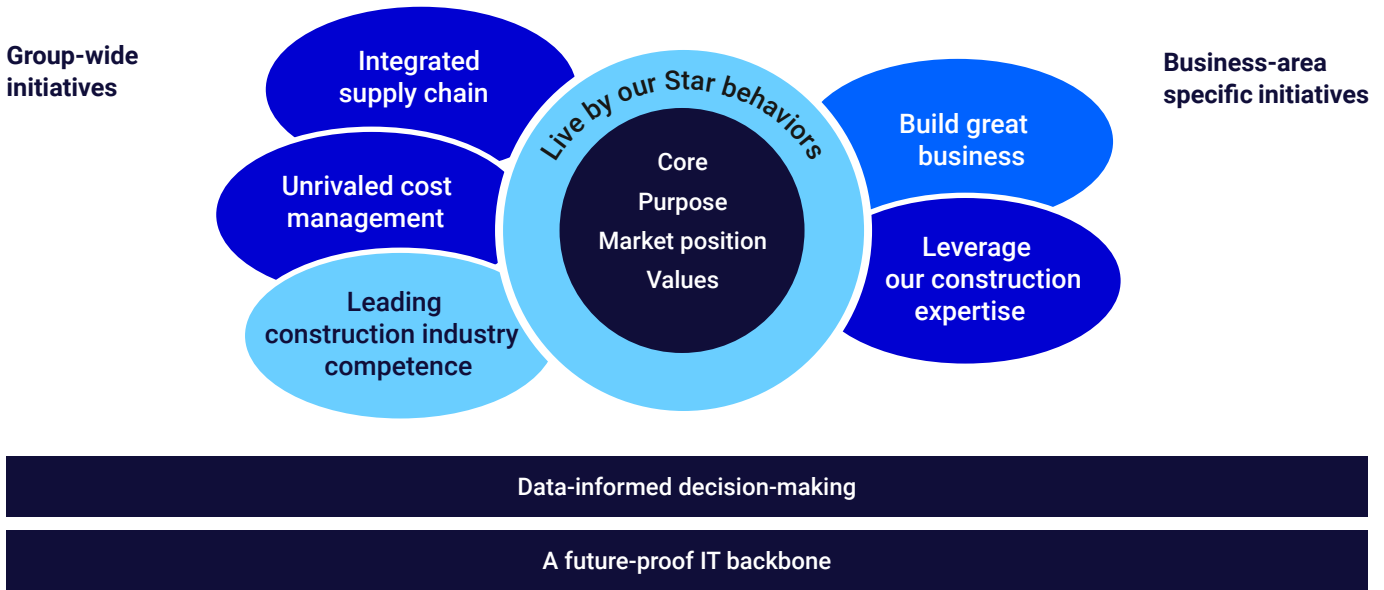 Group-wide
initiatives
Integrated
supply chain
Unrivaled cost
management
Leading
construction industry
competence
Live by our Star behaviors
Core
Purpose
Market position
Values
Build great
business
Leverage
our construction
expertise
Business-area
specific initiatives
Data-informed decision-making
A future-proof IT backbone